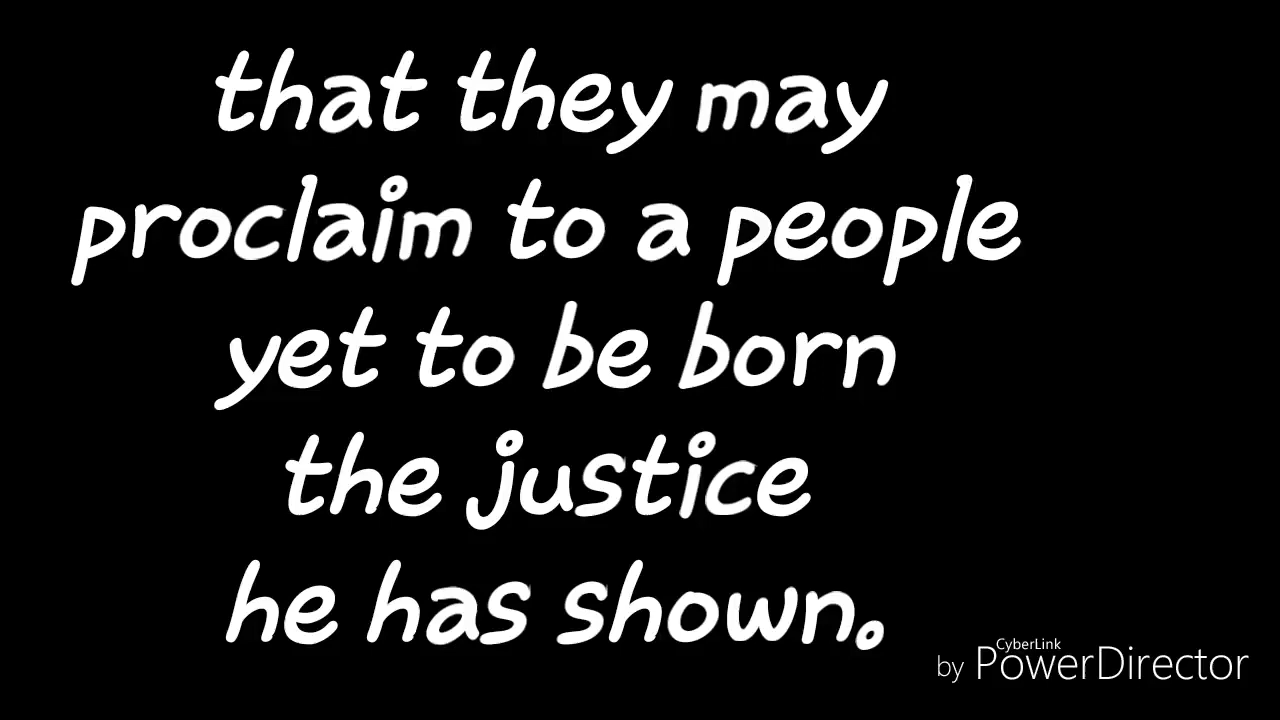 that they may
proclaim to a people
yet to be born
the justice
he has shown.
by CyberLink PowerDirector